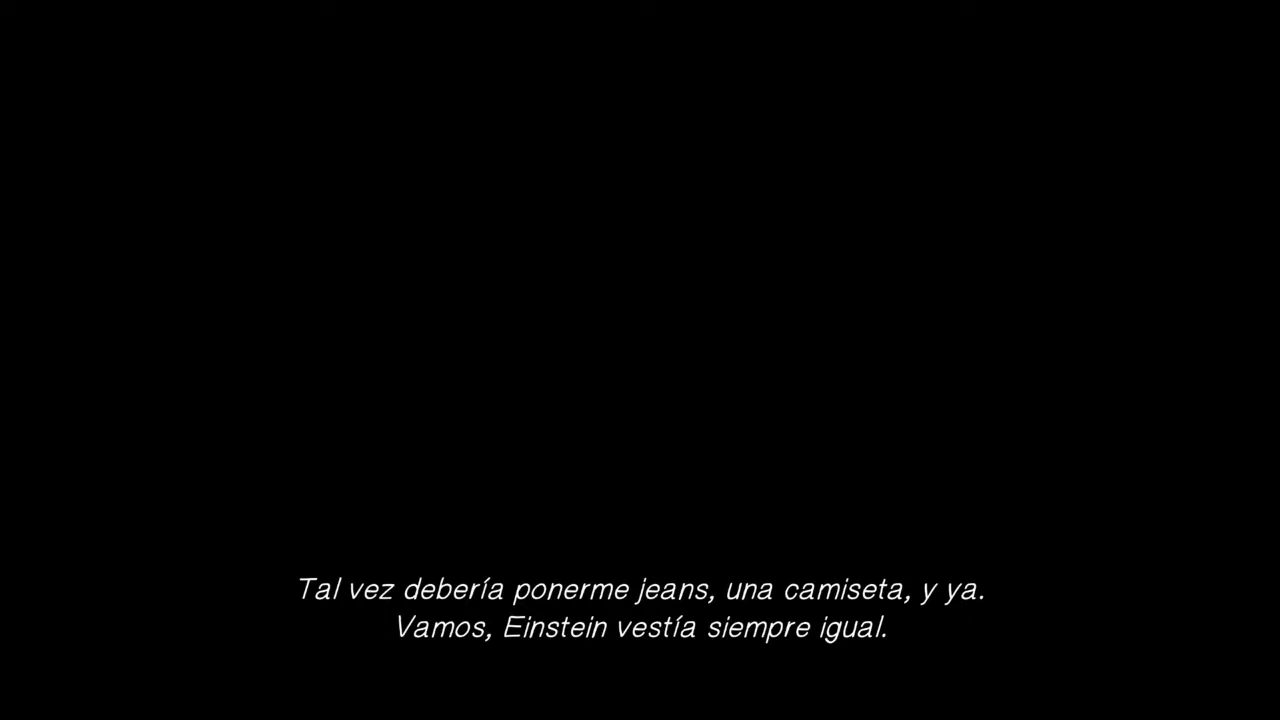 Tal vez debería ponerme jeans, una camiseta, y ya.
Vamos, Einstein vestía siempre igual.